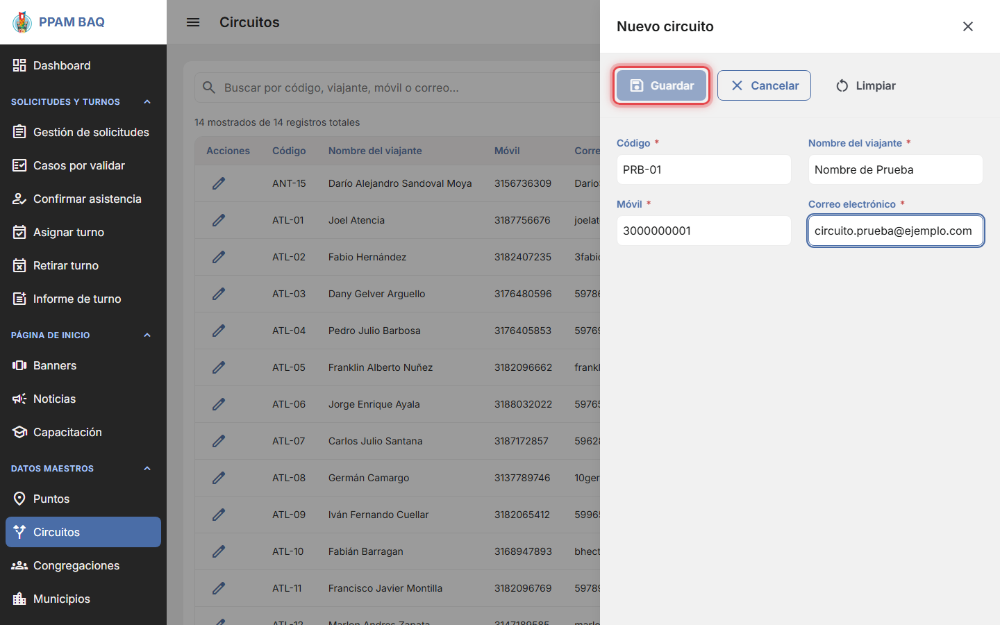 PPAM BAQ
Dashboard
SOLICITUDES Y TURNOS
Gestión de solicitudes
Casos por validar
Confirmar asistencia
Asignar turno
Retirar turno
Informe de turno
PÁGINA DE INICIO
Banners
Noticias
Capacitación
DATOS MAESTROS
Puntos
Circuitos
Congregaciones
Municipios
Circuitos
Buscar por código, viajante, móvil o correo...
14 mostrados de 14 registros totales
Acciones Código Nombre del viajante Móvil Corre
ANT-15 Darío Alejandro Sandoval Moya 3156736309 Dario
ATL-01 Joel Atencia 3187756676 joelat
ATL-02 Fabio Hernández 3182407235 3fabi
ATL-03 Dany Gelver Arguello 3176480596 5978
ATL-04 Pedro Julio Barbosa 3176405853 5976
ATL-05 Franklin Alberto Nuñez 3182096662 frankl
ATL-06 Jorge Enrique Ayala 3188032022 5976
ATL-07 Carlos Julio Santana 3187172857 5962
ATL-08 Germán Camargo 3137789746 10ger
ATL-09 Iván Fernando Cuellar 3182065412 5996
ATL-10 Fabián Barragan 3168947893 bhect
ATL-11 Francisco Javier Montilla 3182096769 5978
ATL-12 Marlon Andres Zapata 3147189585 marlo
Nuevo circuito
Guardar Cancelar Limpiar
Código * Nombre del viajante *
PRB-01 Nombre de Prueba
Móvil * Correo electrónico *
3000000001 circuito.prueba@ejemplo.com